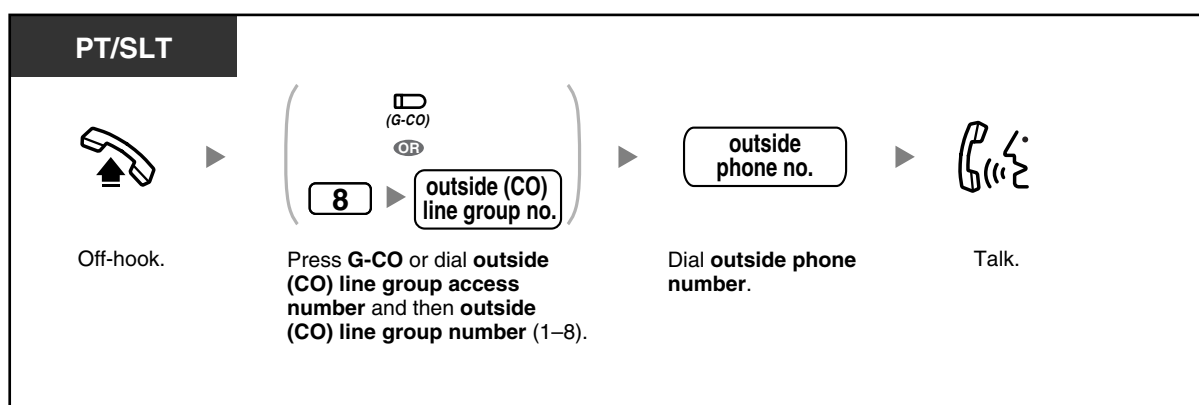 PT/SLT
(G-CO)
OR
8
outside (CO)
line group no.
outside
phone no.
Off-hook.
Press G-CO or dial outside
(CO) line group access
number and then outside
(CO) line group number (1–8).
Dial outside phone
number.
Talk.